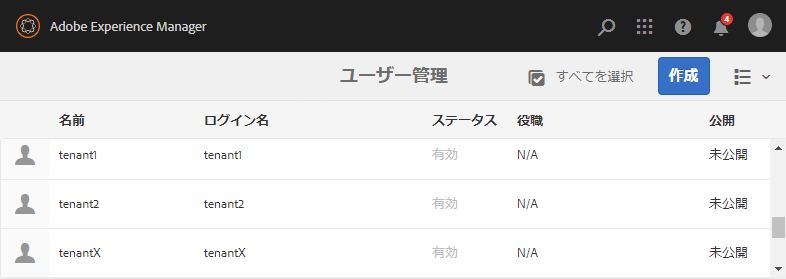 Adobe Experience Manager
4
ユーザー管理
すべてを選択
作成
名前 ログイン名 ステータス 役職 公開
tenant1 tenant1 有効 N/A 未公開
tenant2 tenant2 有効 N/A 未公開
tenantX tenantX 有効 N/A 未公開